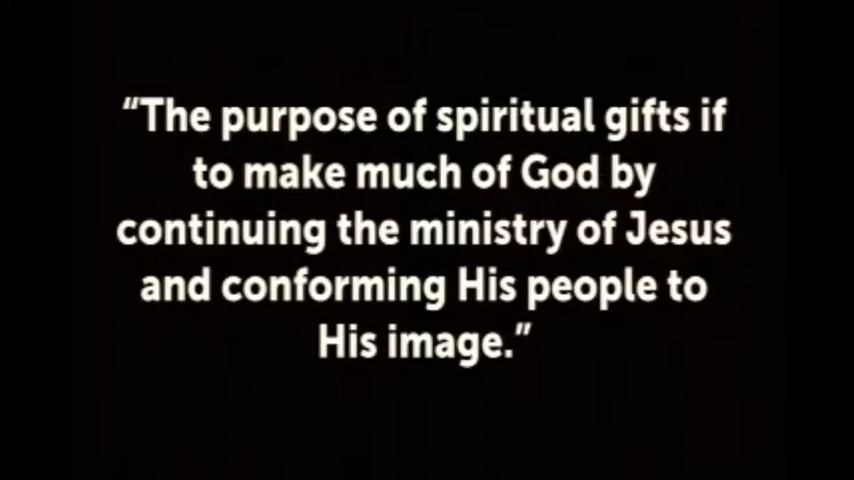 “The purpose of spiritual gifts if
to make much of God by
continuing the ministry of Jesus
and conforming His people to
His image.”